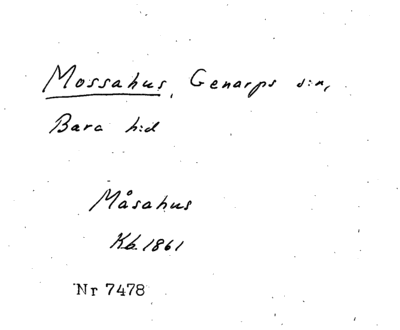 Mossahus, Genarps s:n,
Bara h:d
Måsahus
Kb. 1861
Nr 7478